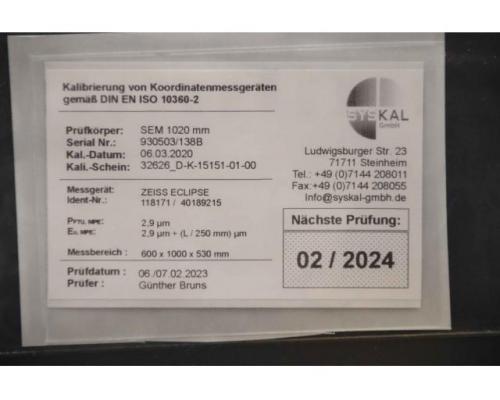 Kalibrierung von Koordinatenmessgeräten
gemäß DIN EN ISO 10360-2
SYSKAL
GmbH
Prüfkörper: SEM 1020 mm
Serial Nr.: 930503/138B
Kal.-Datum: 06.03.2020
Kali.-Schein: 32626_D-K-15151-01-00
Ludwigsburger Str. 23
71711 Steinheim
Tel.: +49 (0)7144 208011
Fax:+49 (0)7144 208055
Info@syskal-gmbh.de
Messgerät: ZEISS ECLIPSE
Ident-Nr.: 118171 / 40189215
PFTU, MPE: 2,9 µm
E0, MPE: 2,9 µm + (L / 250 mm) µm
Messbereich : 600 x 1000 x 530 mm
Prüfdatum : 06./07.02.2023
Prüfer : Günther Bruns
Nächste Prüfung:
02 / 2024